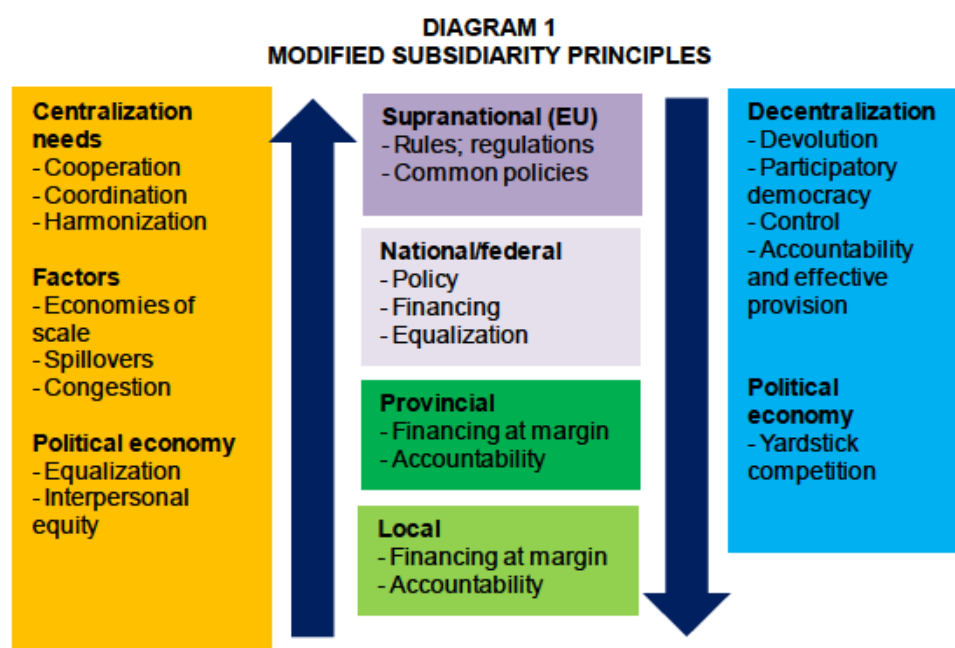 DIAGRAM 1
MODIFIED SUBSIDIARITY PRINCIPLES
Centralization
needs
- Cooperation
- Coordination
- Harmonization
Factors
- Economies of
scale
- Spillovers
- Congestion
Political economy
- Equalization
- Interpersonal
equity
Supranational (EU)
- Rules; regulations
- Common policies
National/federal
- Policy
- Financing
- Equalization
Provincial
- Financing at margin
- Accountability
Local
- Financing at margin
- Accountability
Decentralization
- Devolution
- Participatory
democracy
- Control
- Accountability
and effective
provision
Political
economy
- Yardstick
competition